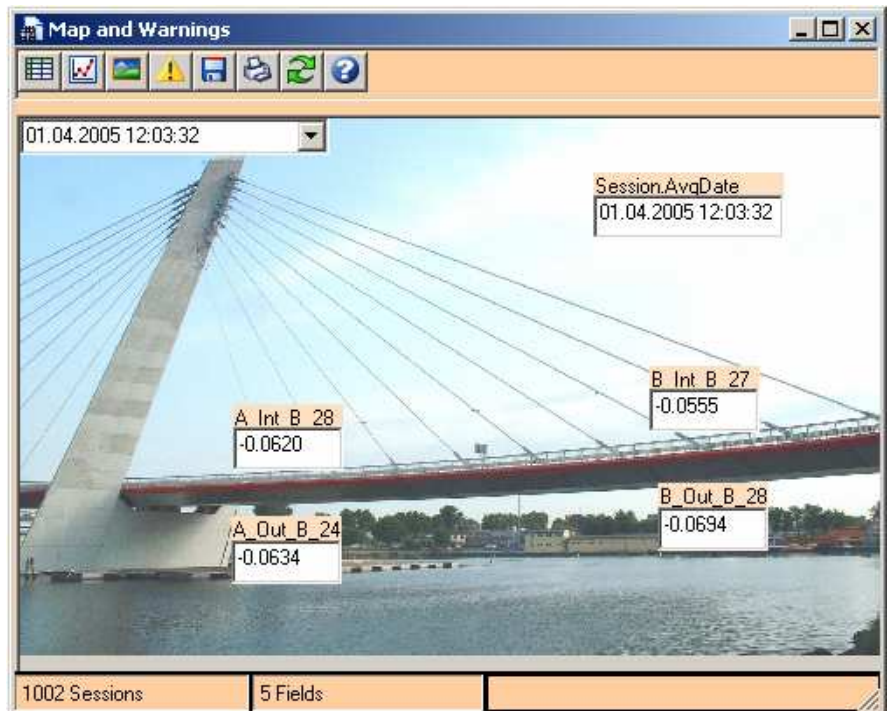 Map and Warnings
01.04.2005 12:03:32
Session.AvgDate
01.04.2005 12:03:32
B_Int_B_27
-0.0555
A_Int_B_28
-0.0620
B_Out_B_28
-0.0694
A_Out_B_24
-0.0634
1002 Sessions
5 Fields